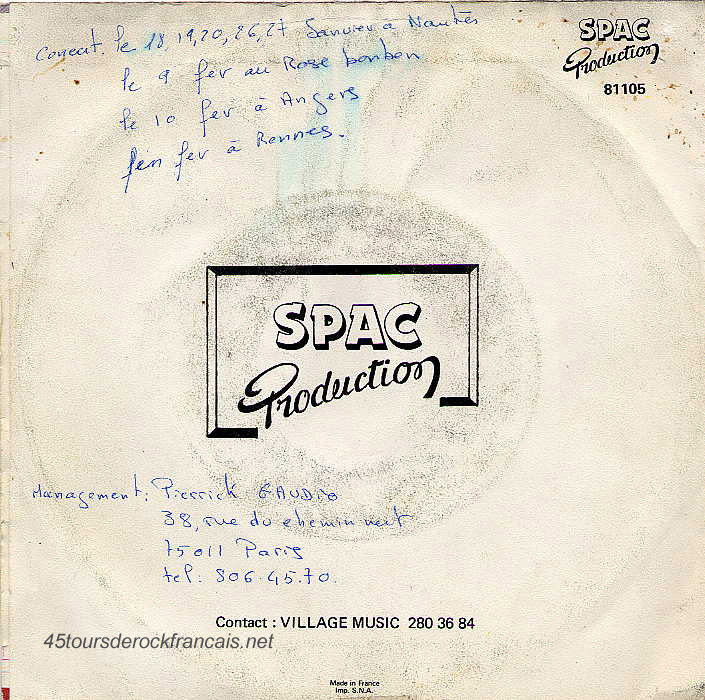 Concert. le 18, 19, 20, 26, 27 Janvier à Nantes
le 9 fev au Rose bonbon
le 10 fev à Angers
fin fev à Rennes.
SPAC
Production
81105
SPAC
Production
Management: Pierrick GAUDIO
38, rue du chemin vert
75011 Paris
tel: 806.45.70.
Contact : VILLAGE MUSIC 280 36 84
45toursderockfrancais.net
Made in France
Imp. S.N.A.